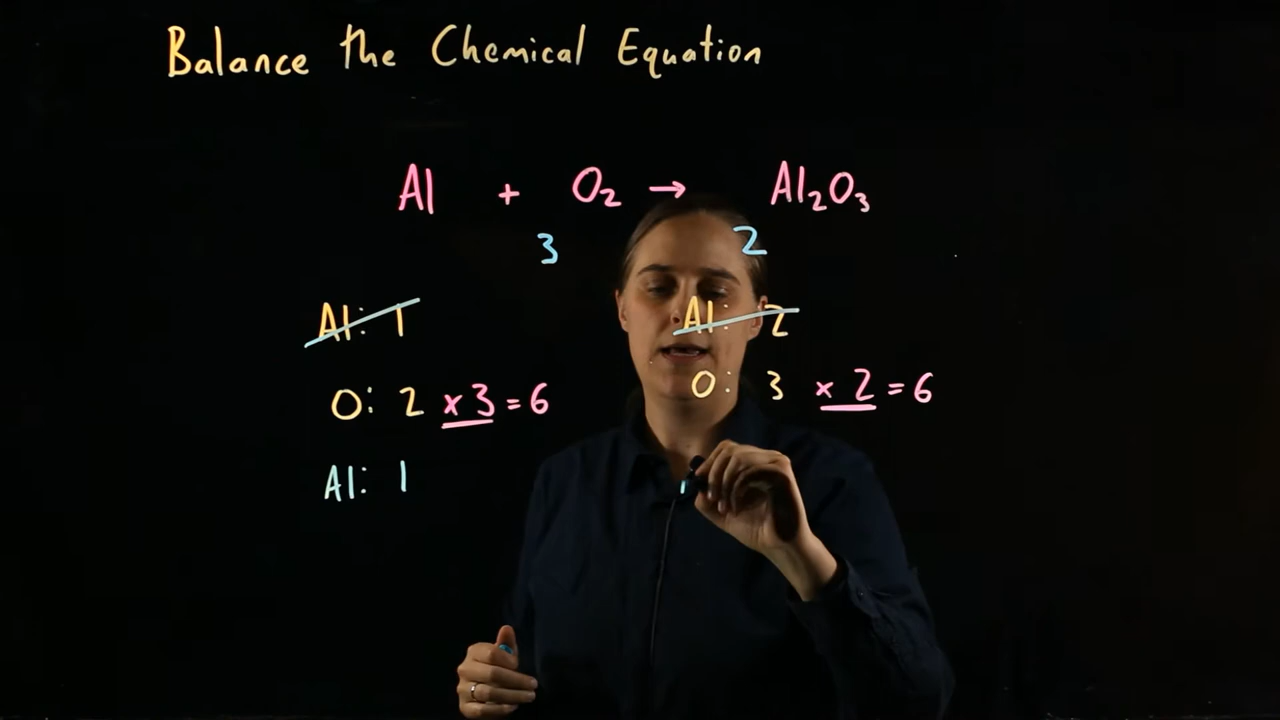 Balance the Chemical Equation
Al + O₂ → Al₂O₃
3 2
Al: 1 Al: 2
O: 2 x 3 = 6 O: 3 x 2 = 6
Al: 1